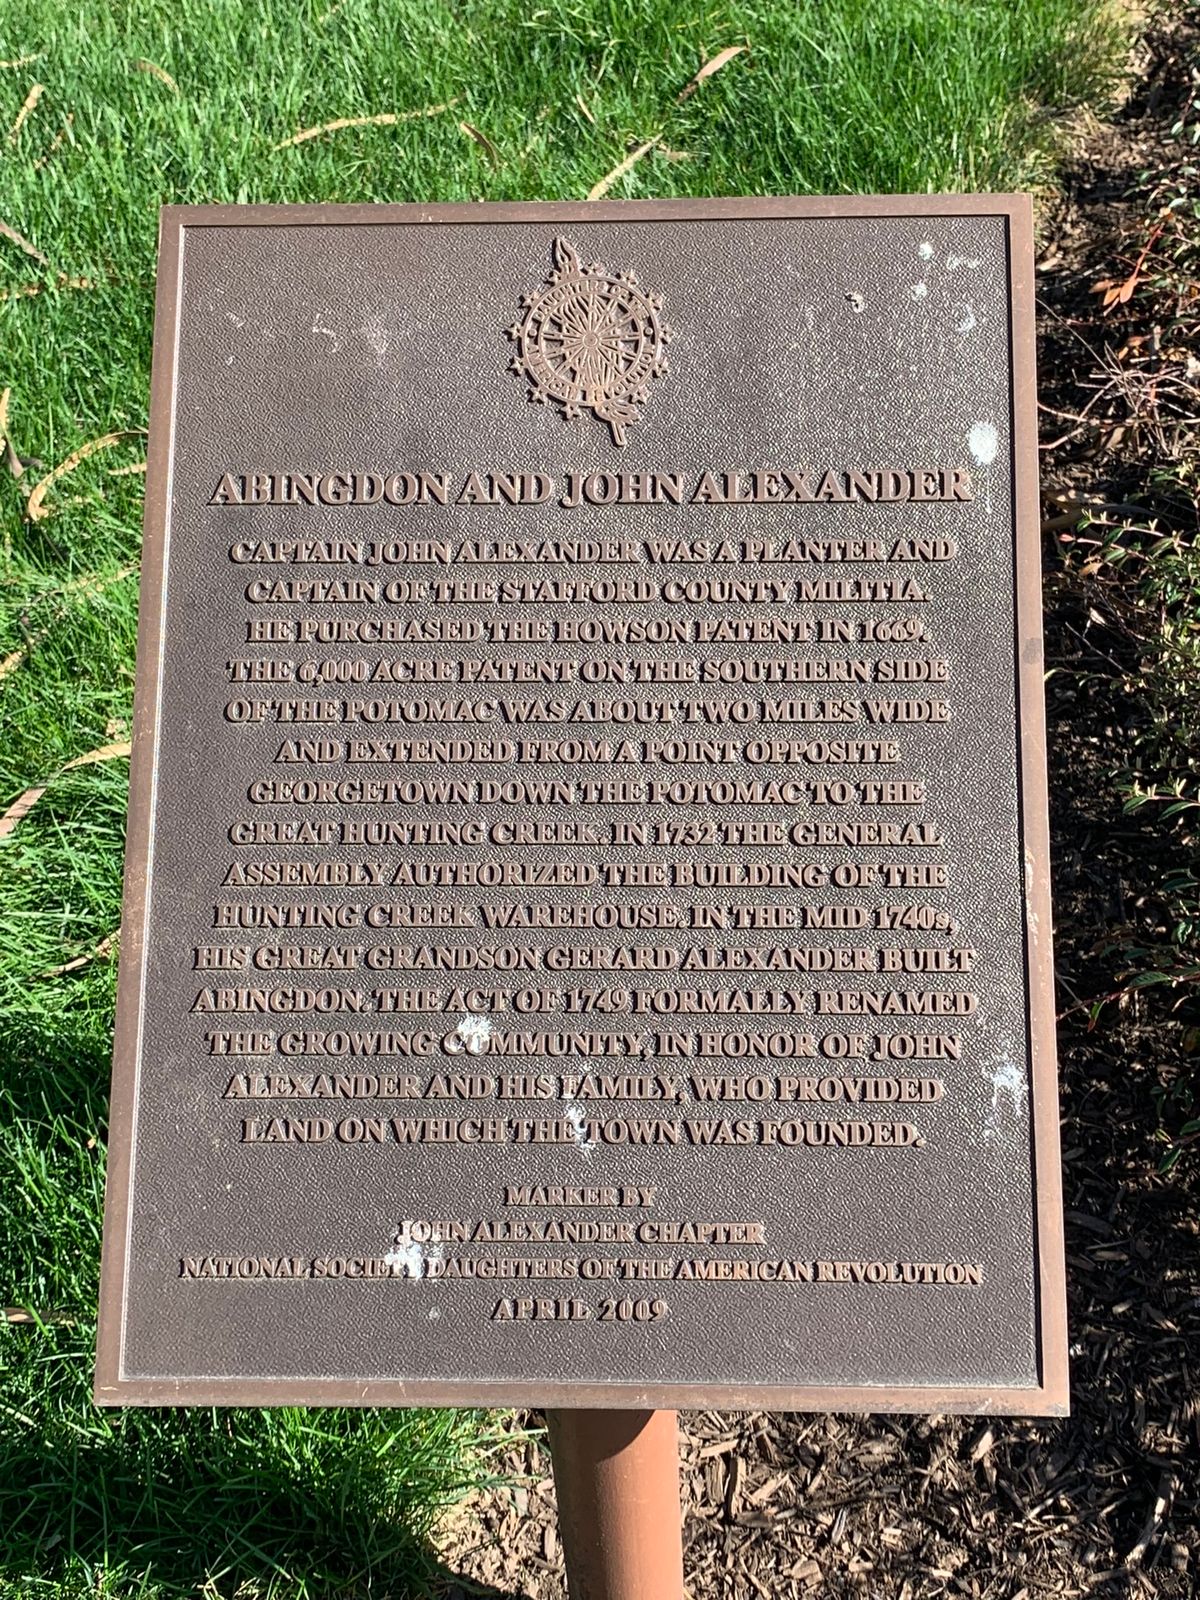 DAUGHTERS OF THE
AMERICAN REVOLUTION
ABINGDON AND JOHN ALEXANDER
CAPTAIN JOHN ALEXANDER WAS A PLANTER AND
CAPTAIN OF THE STAFFORD COUNTY MILITIA.
HE PURCHASED THE HOWSON PATENT IN 1669.
THE 6,000 ACRE PATENT ON THE SOUTHERN SIDE
OF THE POTOMAC WAS ABOUT TWO MILES WIDE
AND EXTENDED FROM A POINT OPPOSITE
GEORGETOWN DOWN THE POTOMAC TO THE
GREAT HUNTING CREEK. IN 1732 THE GENERAL
ASSEMBLY AUTHORIZED THE BUILDING OF THE
HUNTING CREEK WAREHOUSE. IN THE MID 1740s,
HIS GREAT GRANDSON GERARD ALEXANDER BUILT
ABINGDON. THE ACT OF 1749 FORMALLY RENAMED
THE GROWING COMMUNITY, IN HONOR OF JOHN
ALEXANDER AND HIS FAMILY, WHO PROVIDED
LAND ON WHICH THE TOWN WAS FOUNDED.
MARKER BY
JOHN ALEXANDER CHAPTER
NATIONAL SOCIETY DAUGHTERS OF THE AMERICAN REVOLUTION
APRIL 2009